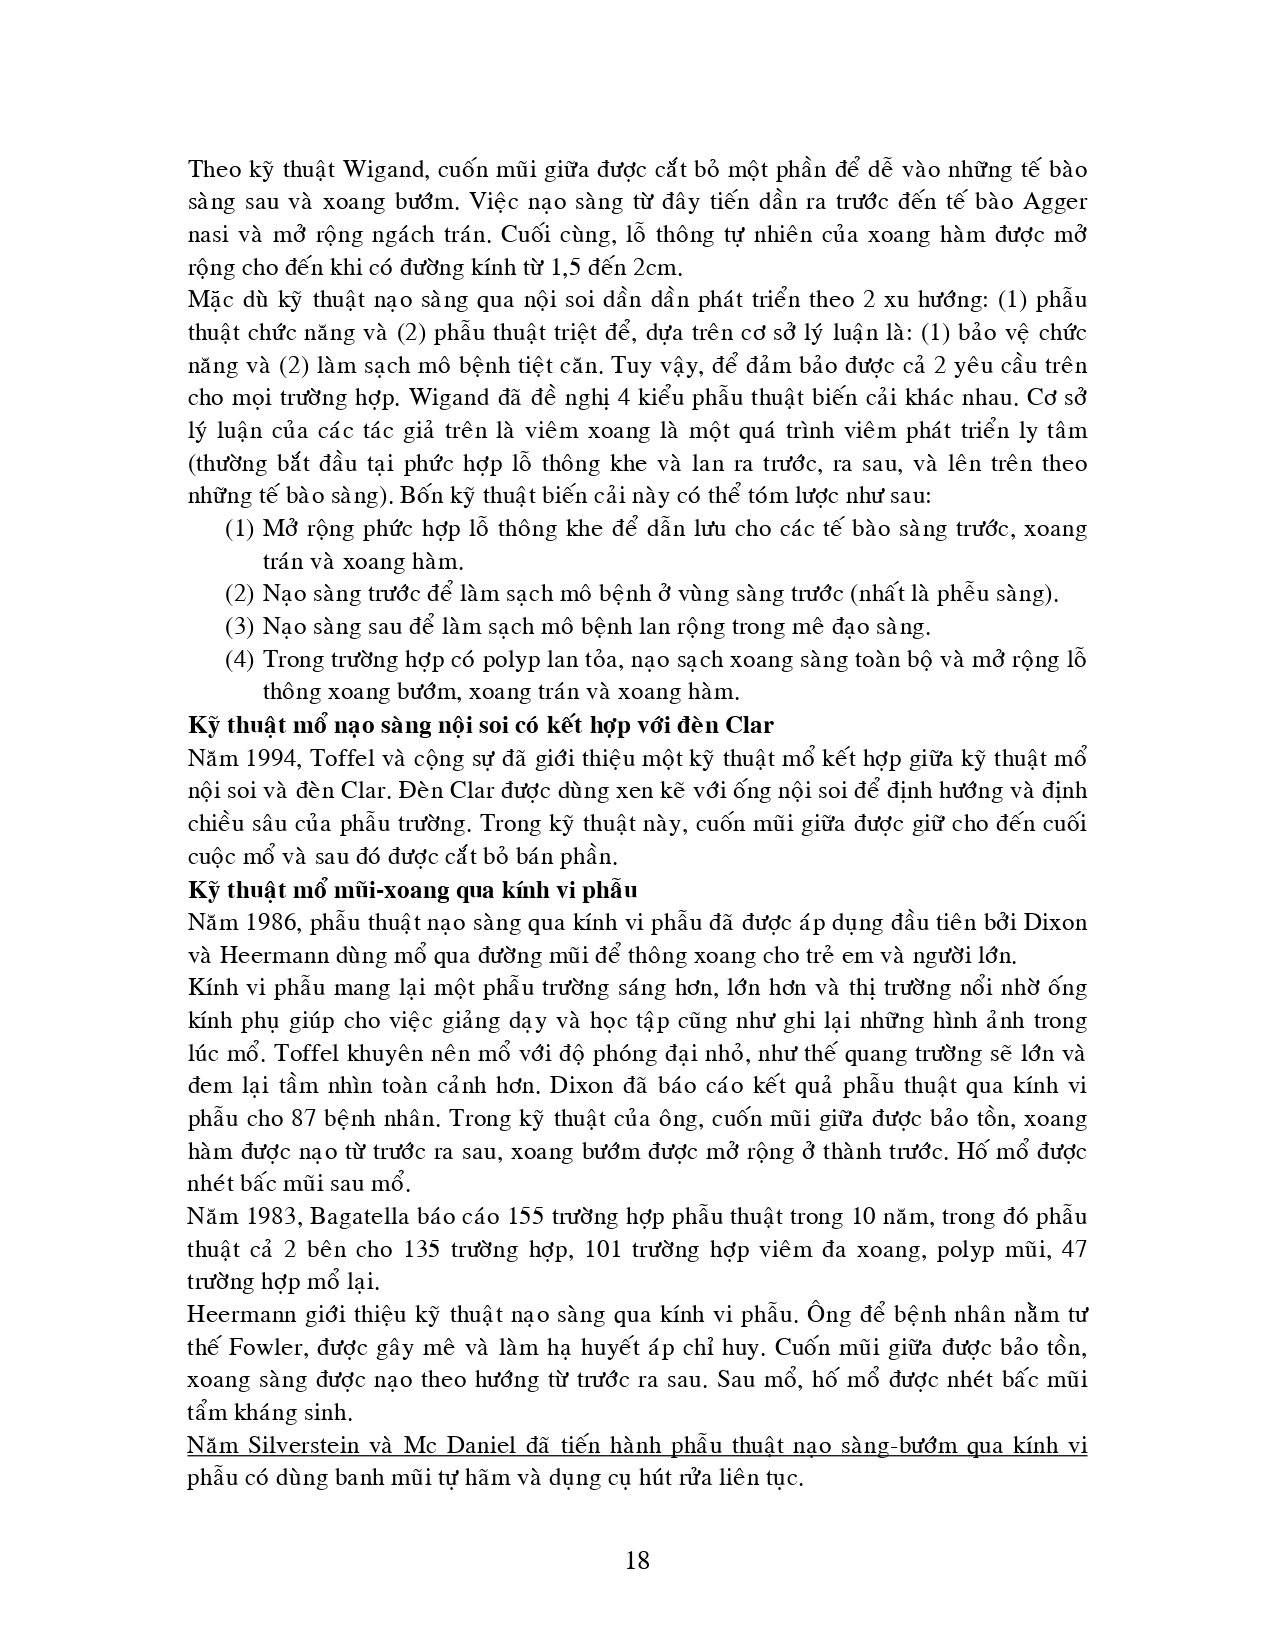 Theo kỹ thuật Wigand, cuốn mũi giữa được cắt bỏ một phần để dễ vào những tế bào
sàng sau và xoang bướm. Việc nạo sàng từ đây tiến dần ra trước đến tế bào Agger
nasi và mở rộng ngách trán. Cuối cùng, lỗ thông tự nhiên của xoang hàm được mở
rộng cho đến khi có đường kính từ 1,5 đến 2cm.
Mặc dù kỹ thuật nạo sàng qua nội soi dần dần phát triển theo 2 xu hướng: (1) phẫu
thuật chức năng và (2) phẫu thuật triệt để, dựa trên cơ sở lý luận là: (1) bảo vệ chức
năng và (2) làm sạch mô bệnh tiệt căn. Tuy vậy, để đảm bảo được cả 2 yêu cầu trên
cho mọi trường hợp. Wigand đã đề nghị 4 kiểu phẫu thuật biến cải khác nhau. Cơ sở
lý luận của các tác giả trên là viêm xoang là một quá trình viêm phát triển ly tâm
(thường bắt đầu tại phức hợp lỗ thông khe và lan ra trước, ra sau, và lên trên theo
những tế bào sàng). Bốn kỹ thuật biến cải này có thể tóm lược như sau:
(1) Mở rộng phức hợp lỗ thông khe để dẫn lưu cho các tế bào sàng trước, xoang
trán và xoang hàm.
(2) Nạo sàng trước để làm sạch mô bệnh ở vùng sàng trước (nhất là phễu sàng).
(3) Nạo sàng sau để làm sạch mô bệnh lan rộng trong mê đạo sàng.
(4) Trong trường hợp có polyp lan tỏa, nạo sạch xoang sàng toàn bộ và mở rộng lỗ
thông xoang bướm, xoang trán và xoang hàm.
Kỹ thuật mổ nạo sàng nội soi có kết hợp với đèn Clar
Năm 1994, Toffel và cộng sự đã giới thiệu một kỹ thuật mổ kết hợp giữa kỹ thuật mổ
nội soi và đèn Clar. Đèn Clar được dùng xen kẽ với ống nội soi để định hướng và định
chiều sâu của phẫu trường. Trong kỹ thuật này, cuốn mũi giữa được giữ cho đến cuối
cuộc mổ và sau đó được cắt bỏ bán phần.
Kỹ thuật mổ mũi-xoang qua kính vi phẫu
Năm 1986, phẫu thuật nạo sàng qua kính vi phẫu đã được áp dụng đầu tiên bởi Dixon
và Heermann dùng mổ qua đường mũi để thông xoang cho trẻ em và người lớn.
Kính vi phẫu mang lại một phẫu trường sáng hơn, lớn hơn và thị trường nổi nhờ ống
kính phụ giúp cho việc giảng dạy và học tập cũng như ghi lại những hình ảnh trong
lúc mổ. Toffel khuyên nên mổ với độ phóng đại nhỏ, như thế quang trường sẽ lớn và
đem lại tầm nhìn toàn cảnh hơn. Dixon đã báo cáo kết quả phẫu thuật qua kính vi
phẫu cho 87 bệnh nhân. Trong kỹ thuật của ông, cuốn mũi giữa được bảo tồn, xoang
hàm được nạo từ trước ra sau, xoang bướm được mở rộng ở thành trước. Hố mổ được
nhét bấc mũi sau mổ.
Năm 1983, Bagatella báo cáo 155 trường hợp phẫu thuật trong 10 năm, trong đó phẫu
thuật cả 2 bên cho 135 trường hợp, 101 trường hợp viêm đa xoang, polyp mũi, 47
trường hợp mổ lại.
Heermann giới thiệu kỹ thuật nạo sàng qua kính vi phẫu. Ông để bệnh nhân nằm tư
thế Fowler, được gây mê và làm hạ huyết áp chỉ huy. Cuốn mũi giữa được bảo tồn,
xoang sàng được nạo theo hướng từ trước ra sau. Sau mổ, hố mổ được nhét bấc mũi
tẩm kháng sinh.
Năm Silverstein và Mc Daniel đã tiến hành phẫu thuật nạo sàng-bướm qua kính vi
phẫu có dùng banh mũi tự hãm và dụng cụ hút rửa liên tục.
18